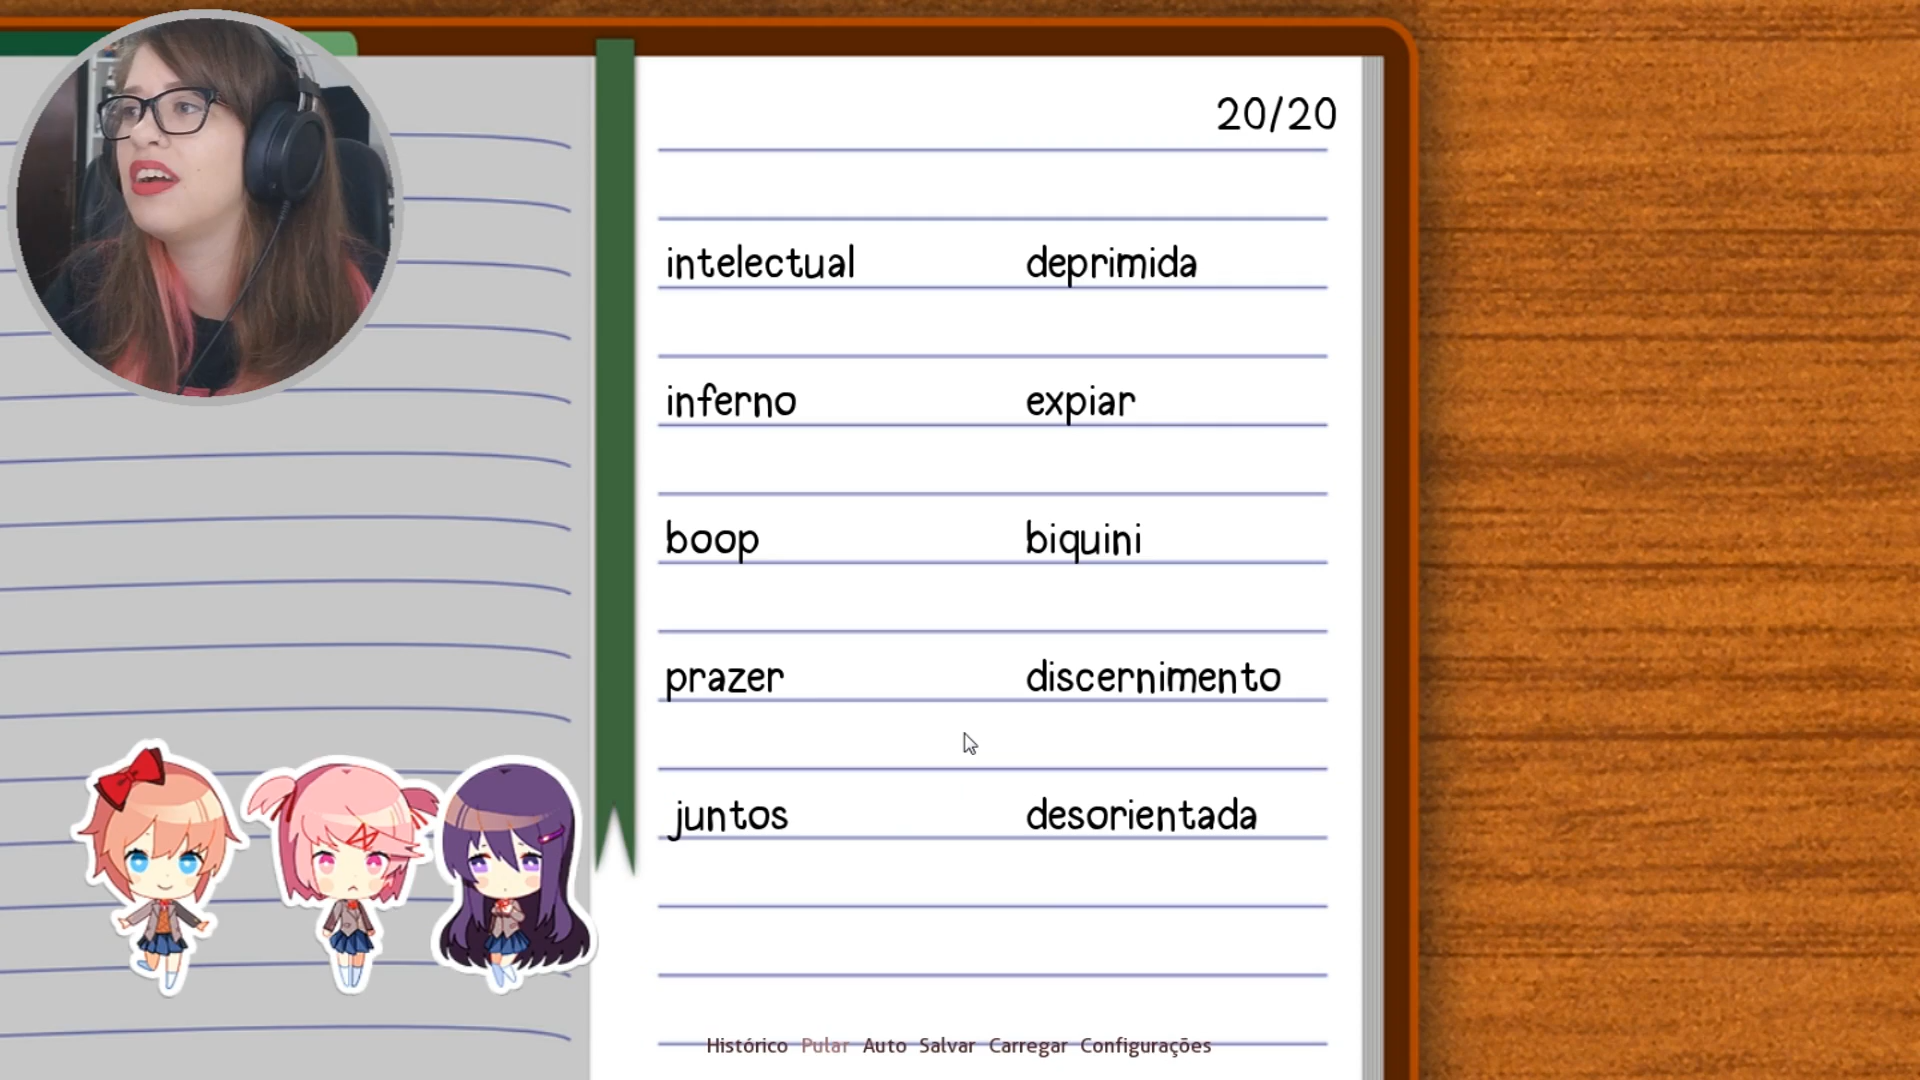 20/20
intelectual deprimida
inferno expiar
boop biquini
prazer discernimento
juntos desorientada
Histórico Pular Auto Salvar Carregar Configurações